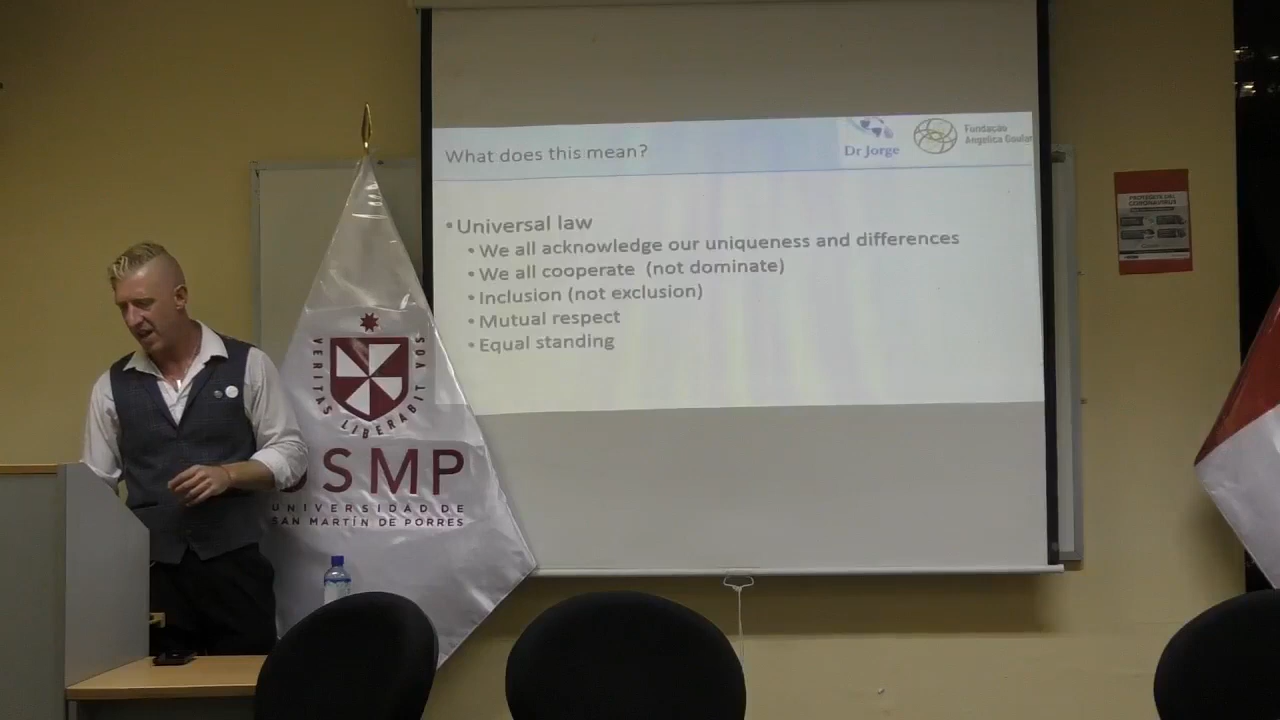 What does this mean?
Dr Jorge
Fundação
Angelica Goular
• Universal law
• We all acknowledge our uniqueness and differences
• We all cooperate (not dominate)
• Inclusion (not exclusion)
• Mutual respect
• Equal standing
VERITAS LIBERABIT VOS
USMP
UNIVERSIDAD DE
SAN MARTÍN DE PORRES
CORONAVIRUS